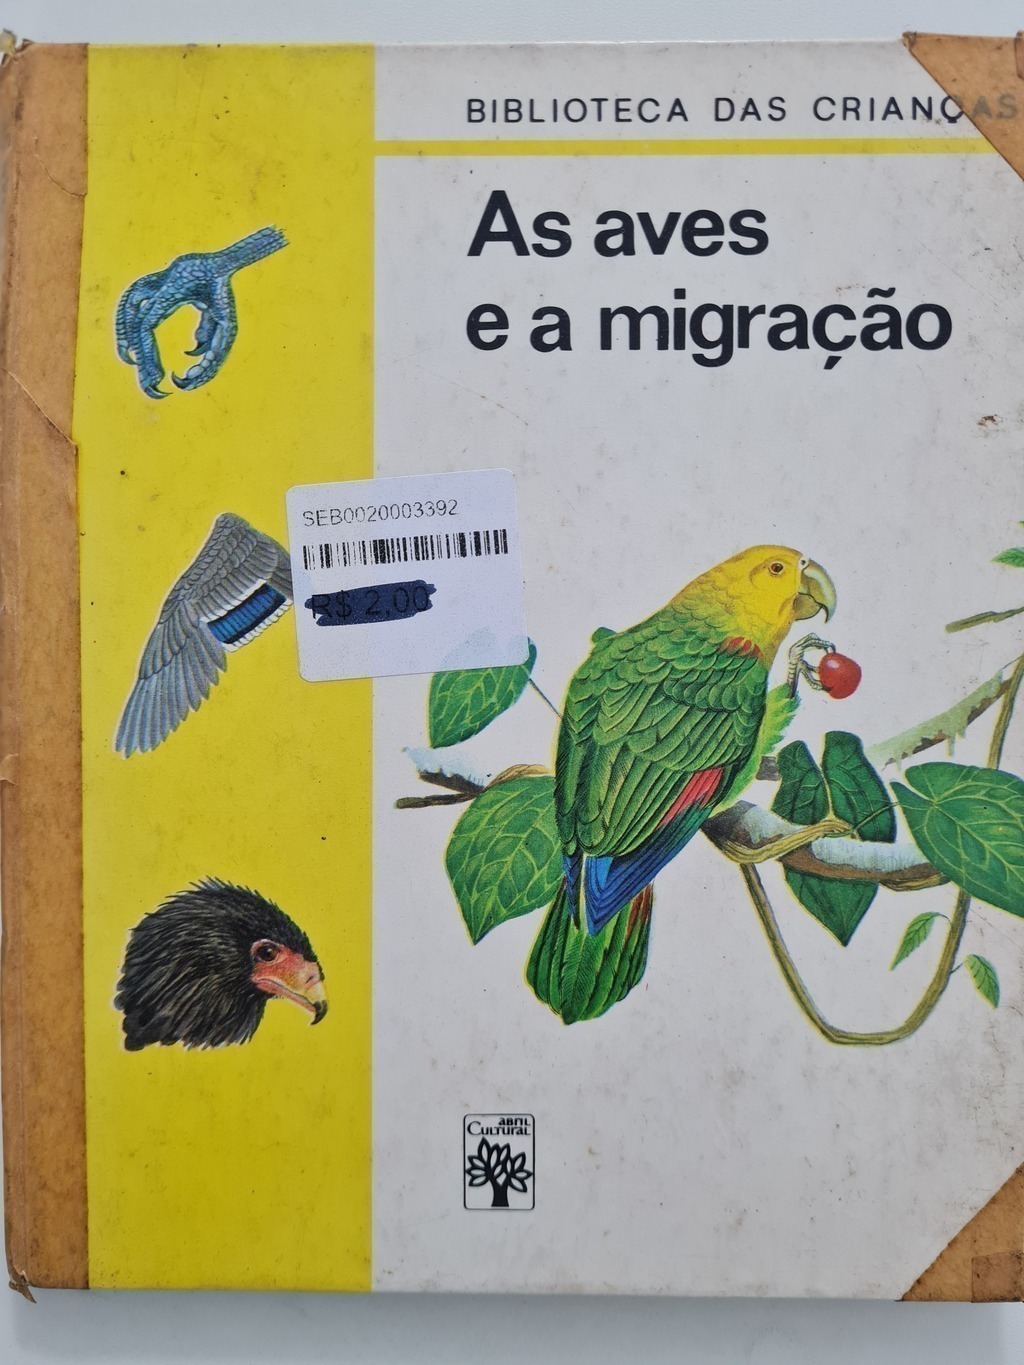 BIBLIOTECA DAS CRIANÇAS
As aves
e a migração
SEB0020003392
R$ 2,00
ABRIL
CULTURAL